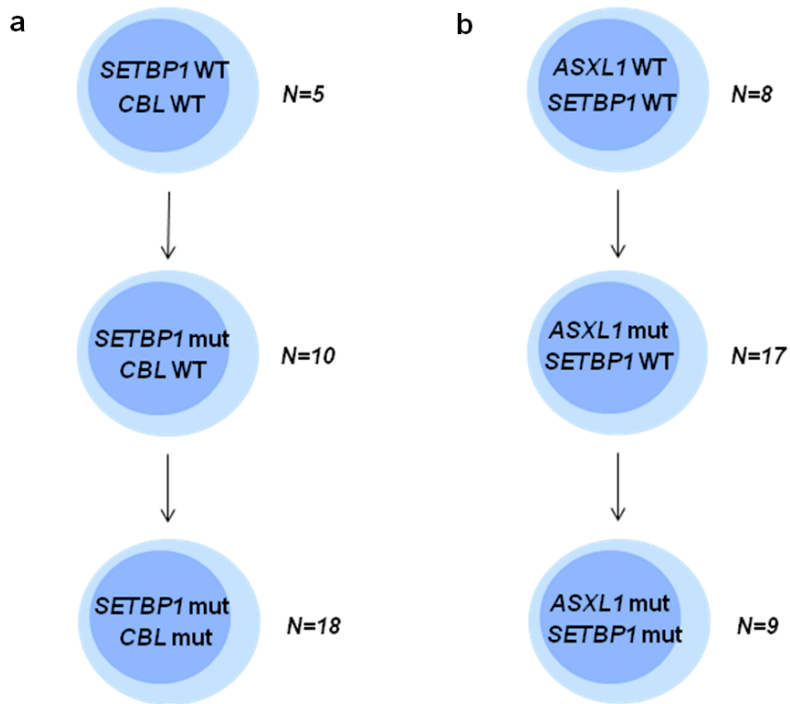 a
SETBP1 WT
CBL WT
N=5
SETBP1 mut
CBL WT
N=10
SETBP1 mut
CBL mut
N=18
b
ASXL1 WT
SETBP1 WT
N=8
ASXL1 mut
SETBP1 WT
N=17
ASXL1 mut
SETBP1 mut
N=9